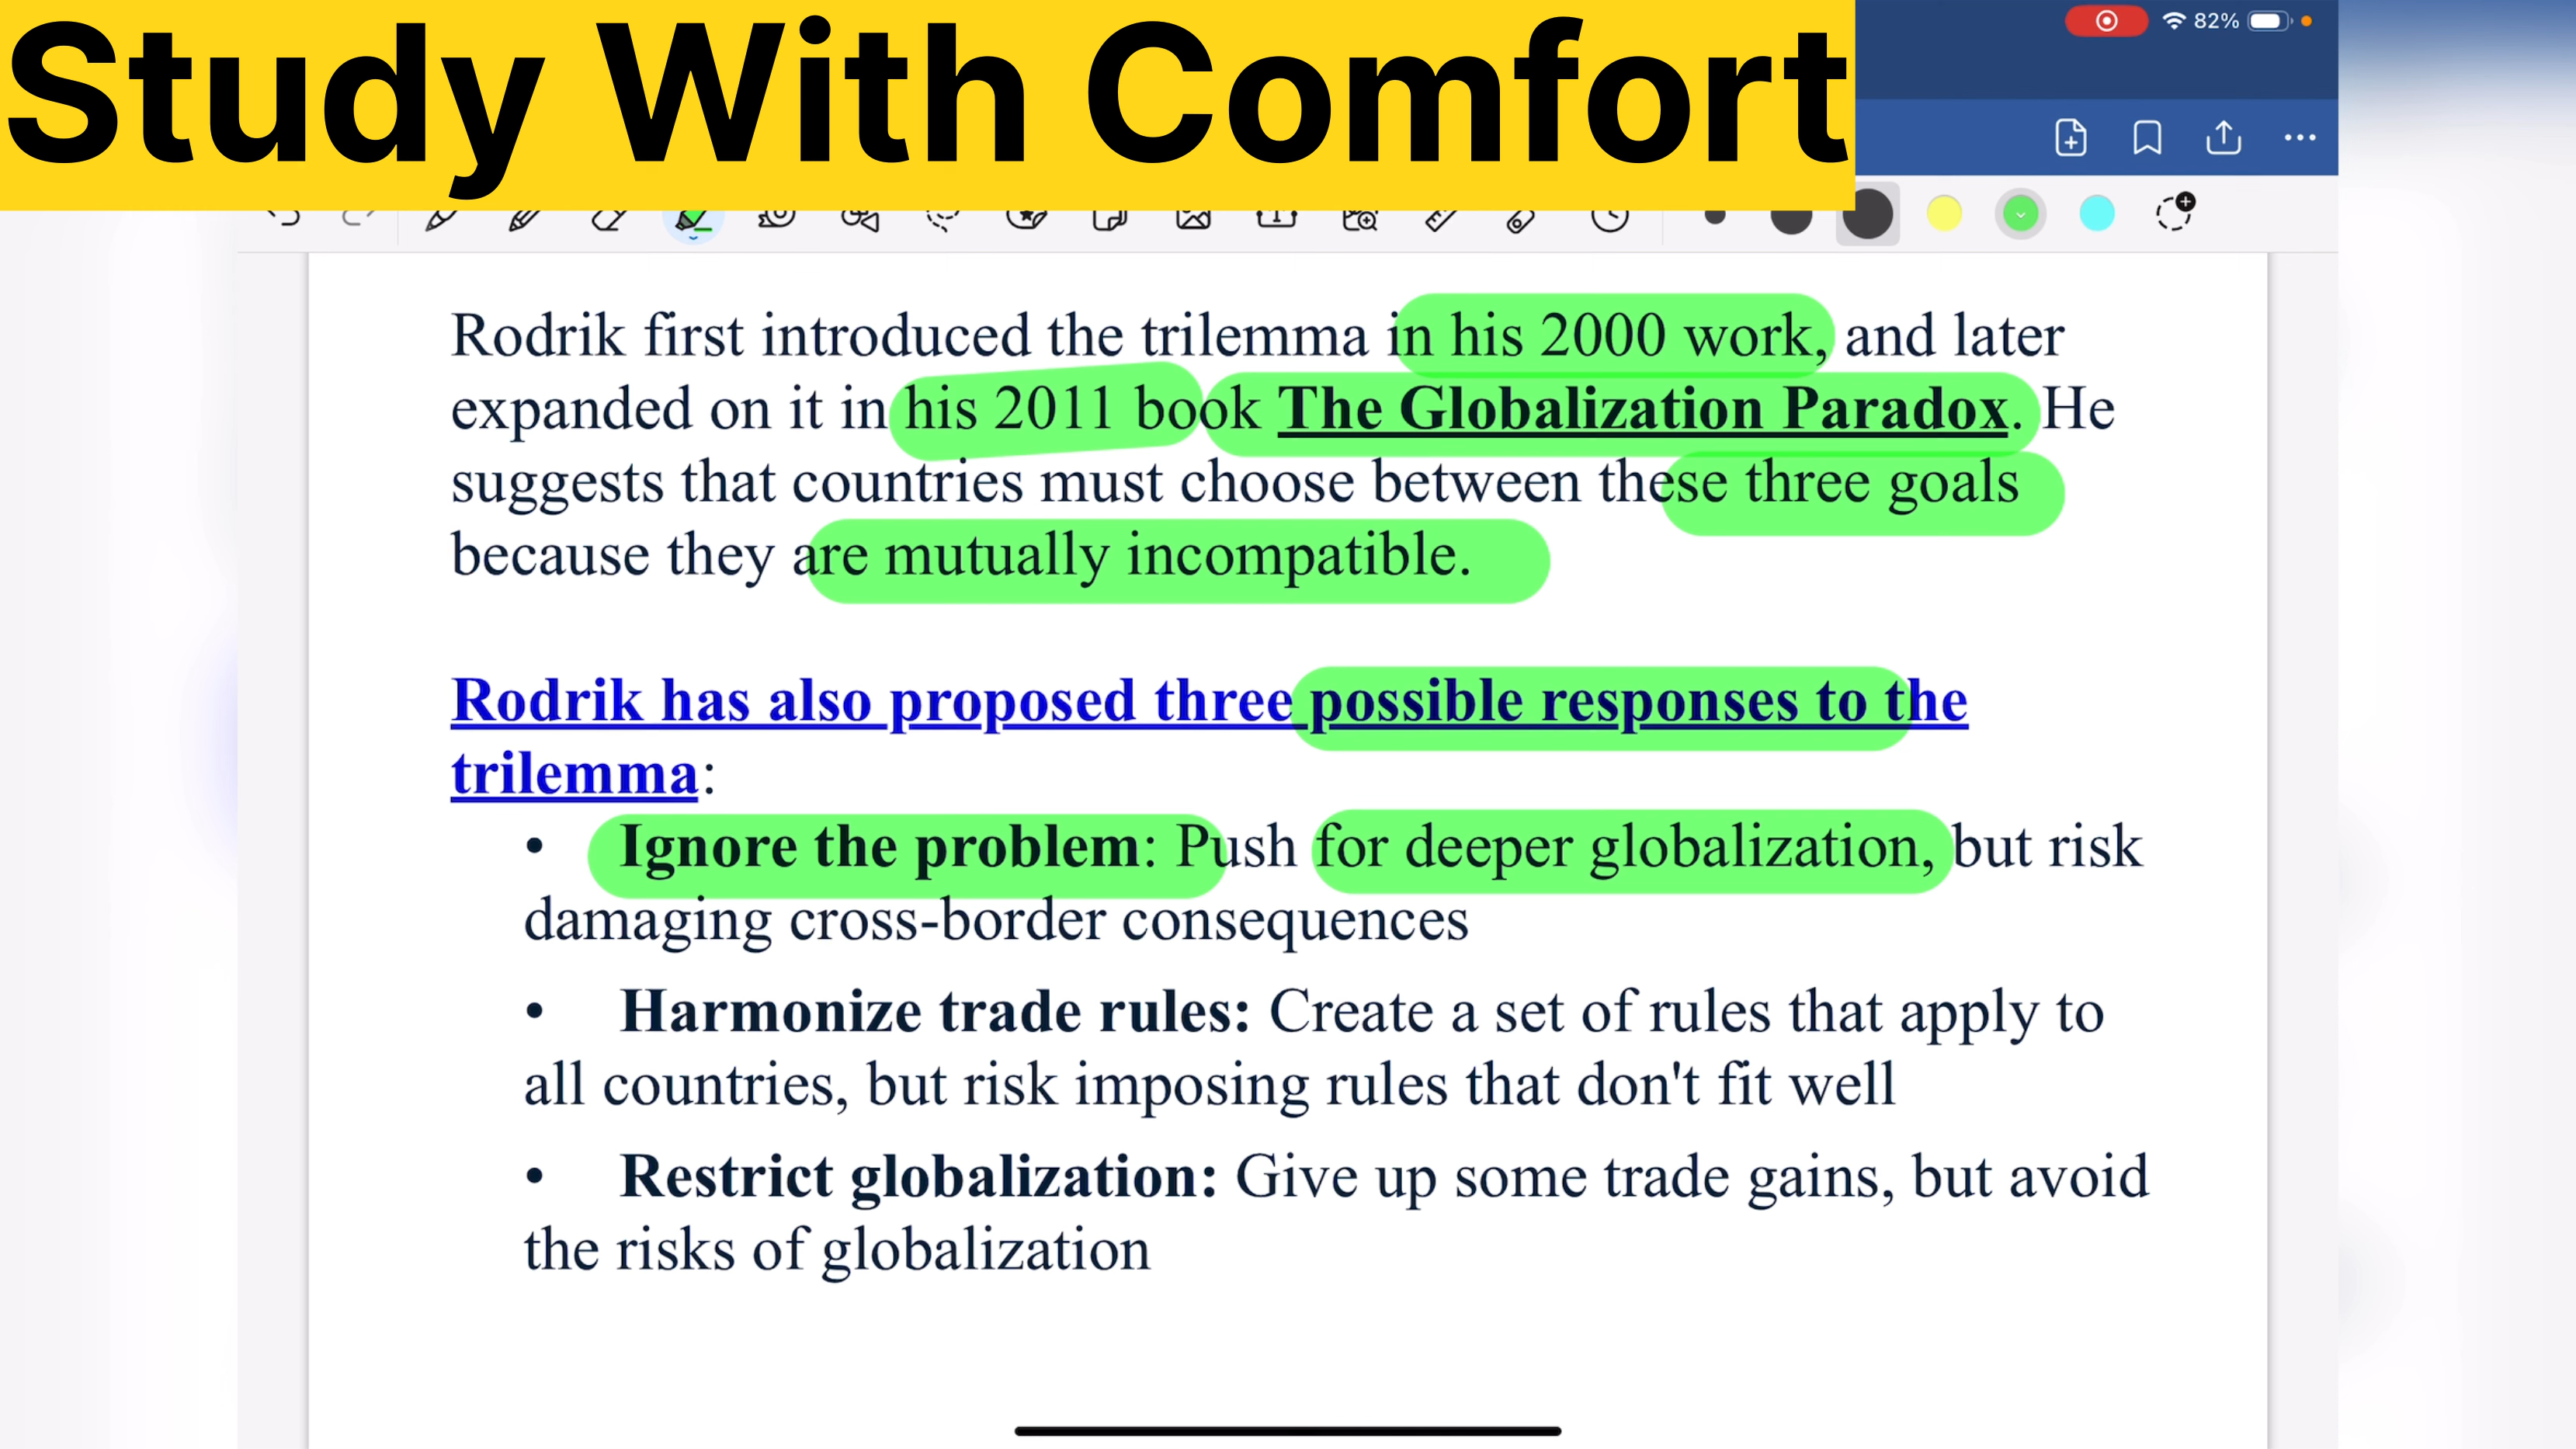 Study With Comfort
82%
Rodrik first introduced the trilemma in his 2000 work, and later
expanded on it in his 2011 book The Globalization Paradox. He
suggests that countries must choose between these three goals
because they are mutually incompatible.
Rodrik has also proposed three possible responses to the
trilemma:
• Ignore the problem: Push for deeper globalization, but risk
damaging cross-border consequences
• Harmonize trade rules: Create a set of rules that apply to
all countries, but risk imposing rules that don't fit well
• Restrict globalization: Give up some trade gains, but avoid
the risks of globalization